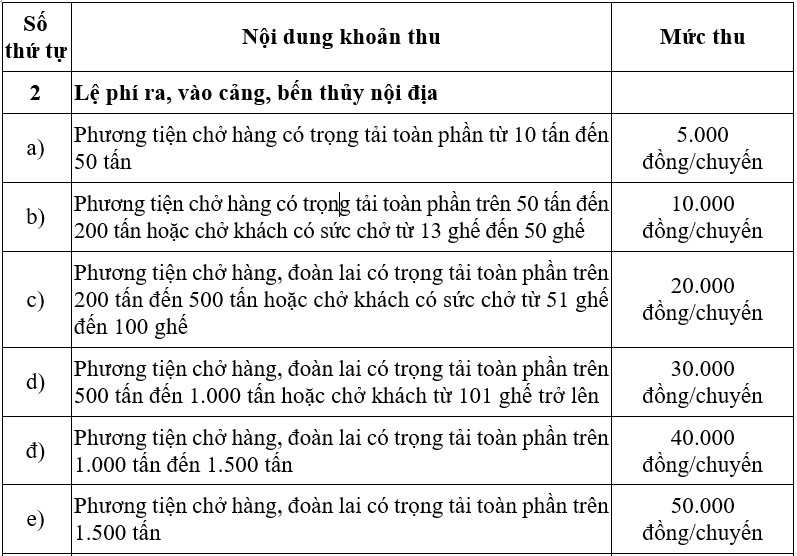 Số
thứ tự
Nội dung khoản thu
Mức thu
2
Lệ phí ra, vào cảng, bến thủy nội địa
a)
Phương tiện chở hàng có trọng tải toàn phần từ 10 tấn đến
50 tấn
5.000
đồng/chuyến
b)
Phương tiện chở hàng có trọng tải toàn phần trên 50 tấn đến
200 tấn hoặc chở khách có sức chở từ 13 ghế đến 50 ghế
10.000
đồng/chuyến
c)
Phương tiện chở hàng, đoàn lai có trọng tải toàn phần trên
200 tấn đến 500 tấn hoặc chở khách có sức chở từ 51 ghế
đến 100 ghế
20.000
đồng/chuyến
d)
Phương tiện chở hàng, đoàn lai có trọng tải toàn phần trên
500 tấn đến 1.000 tấn hoặc chở khách từ 101 ghế trở lên
30.000
đồng/chuyến
đ)
Phương tiện chở hàng, đoàn lai có trọng tải toàn phần trên
1.000 tấn đến 1.500 tấn
40.000
đồng/chuyến
e)
Phương tiện chở hàng, đoàn lai có trọng tải toàn phần trên
1.500 tấn
50.000
đồng/chuyến